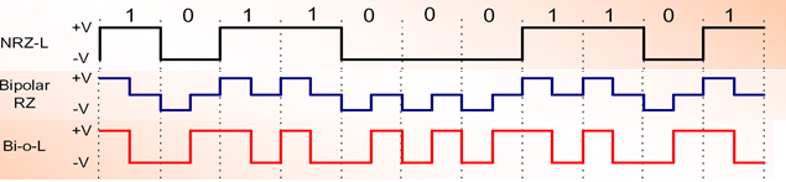 1 0 1 1 0 0 0 1 1 0 1
+V
NRZ-L
-V
+V
Bipolar
RZ
-V
+V
Bi-o-L
-V